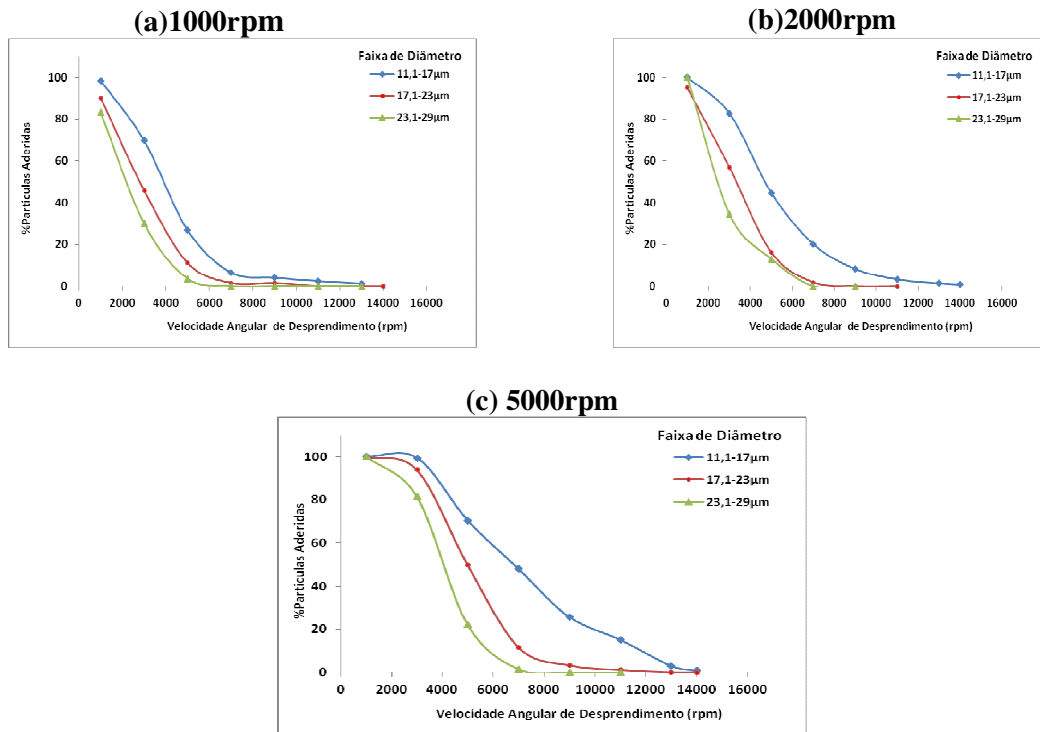 (a)1000rpm
Faixa de Diâmetro
11,1-17µm
17,1-23µm
23,1-29µm
100
80
60
40
20
0
%Partículas Aderidas
0 2000 4000 6000 8000 10000 12000 14000 16000
Velocidade Angular de Desprendimento (rpm)
(b)2000rpm
Faixa de Diâmetro
11,1-17µm
17,1-23µm
23,1-29µm
100
80
60
40
20
0
%Partículas Aderidas
0 2000 4000 6000 8000 10000 12000 14000 16000
Velocidade Angular de Desprendimento (rpm)
(c) 5000rpm
Faixa de Diâmetro
11,1-17µm
17,1-23µm
23,1-29µm
100
80
60
40
20
0
%Partículas Aderidas
0 2000 4000 6000 8000 10000 12000 14000 16000
Velocidade Angular de Desprendimento (rpm)